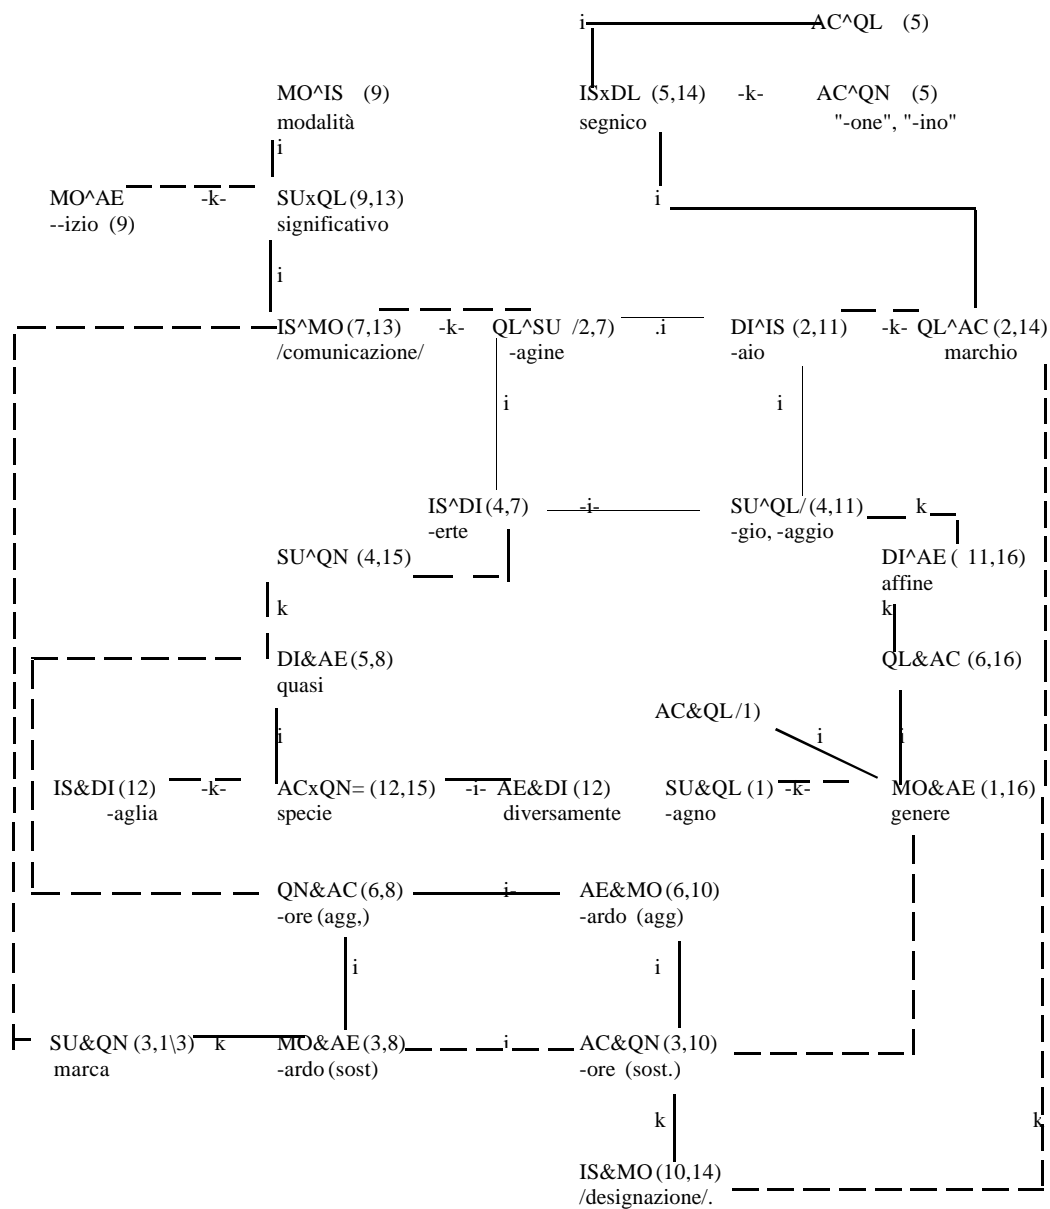 i AC^QL (5)
MO^IS (9) ISxDL (5,14) -k- AC^QN (5)
modalità segnico "-one", "-ino"
i
MO^AE -k- SUxQL (9,13) i
--izio (9) significativo
i
IS^MO (7,13) -k- QL^SU /2,7) .i DI^IS (2,11) -k- QL^AC (2,14)
/comunicazione/ -agine -aio marchio
i i
IS^DI (4,7) -i- SU^QL/ (4,11) k
-erte -gio, -aggio
SU^QN (4,15) DI^AE ( 11,16)
affine
k k
DI&AE (5,8) QL&AC (6,16)
quasi
AC&QL /1)
i i i
IS&DI (12) -k- ACxQN= (12,15) -i- AE&DI (12) SU&QL (1) -k- MO&AE (1,16)
-aglia specie diversamente -agno genere
QN&AC (6,8) i- AE&MO (6,10)
-ore (agg,) -ardo (agg)
i i
SU&QN (3,1\3) k MO&AE (3,8) i AC&QN (3,10)
marca -ardo (sost) -ore (sost.)
k k
IS&MO (10,14)
/designazione/.